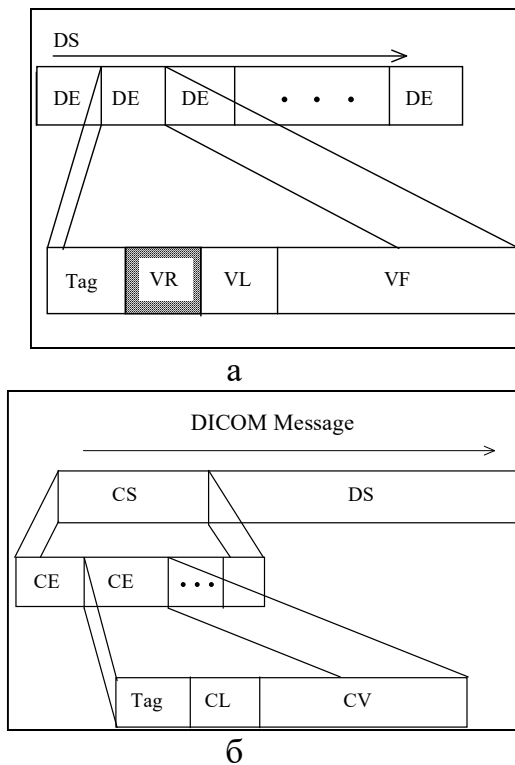 DS
DE DE DE • • • DE
Tag VR VL VF
а
DICOM Message
CS DS
CE CE •••
Tag CL CV
б